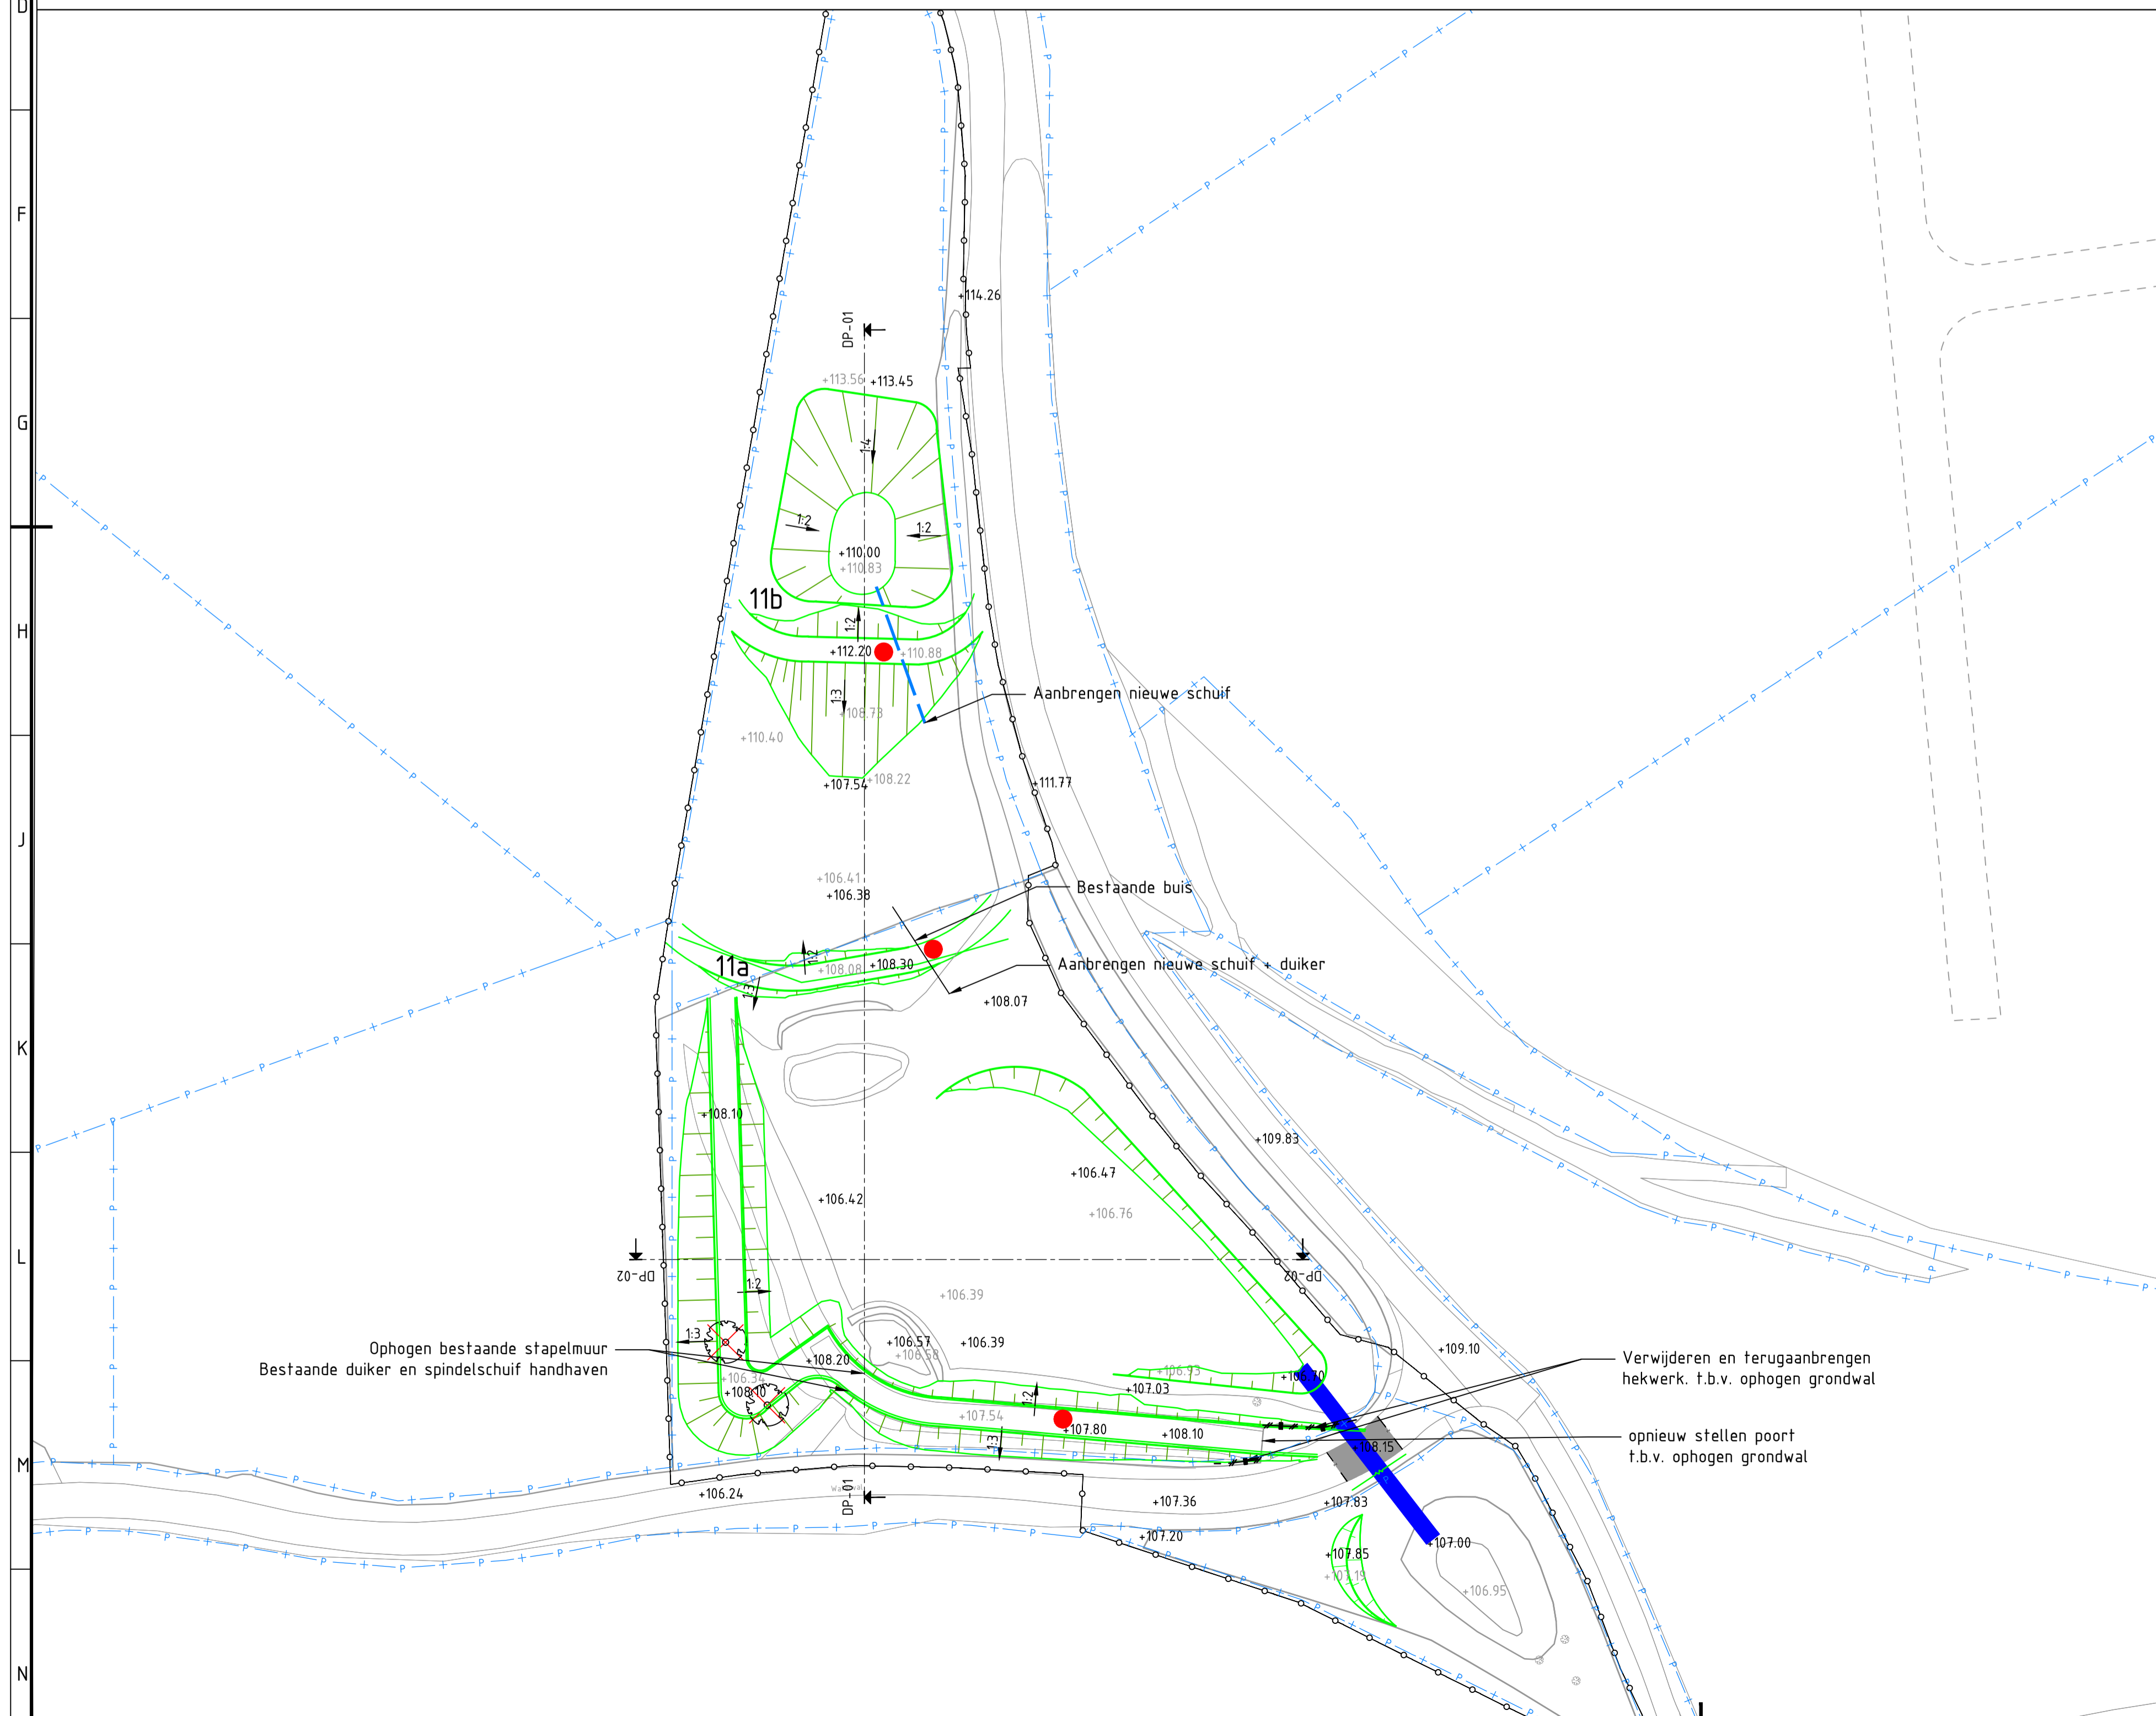 D
F
+114.26
DP-01
G
+113.56 +113.45
1:4
1:2
1:2
+110.00
+110.83
11b
H
1:2
+112.20
+110.88
Aanbrengen nieuwe schuif
1:3
+108.73
+110.40
+107.54
+108.22
+111.77
J
+106.41
+106.38
Bestaande buis
11a
1:2
+108.08
+108.30
Aanbrengen nieuwe schuif + duiker
1:3
+108.07
K
+108.10
+109.83
+106.47
+106.42
+106.76
L
DP-02
DP-02
1:2
+106.39
1:3
Ophogen bestaande stapelmuur
Bestaande duiker en spindelschuif handhaven
+106.57
+106.58
+106.39
+109.10
+108.20
Verwijderen en terugaanbrengen
hekwerk. t.b.v. ophogen grondwal
+106.34
+108.10
+106.93
+107.03
1:2
+107.54
+107.80
+108.10
1:3
+108.15
opnieuw stellen poort
t.b.v. ophogen grondwal
M
+106.24
DP-01
+107.36
+107.83
+107.20
+107.00
+107.85
+107.19
+106.95
N